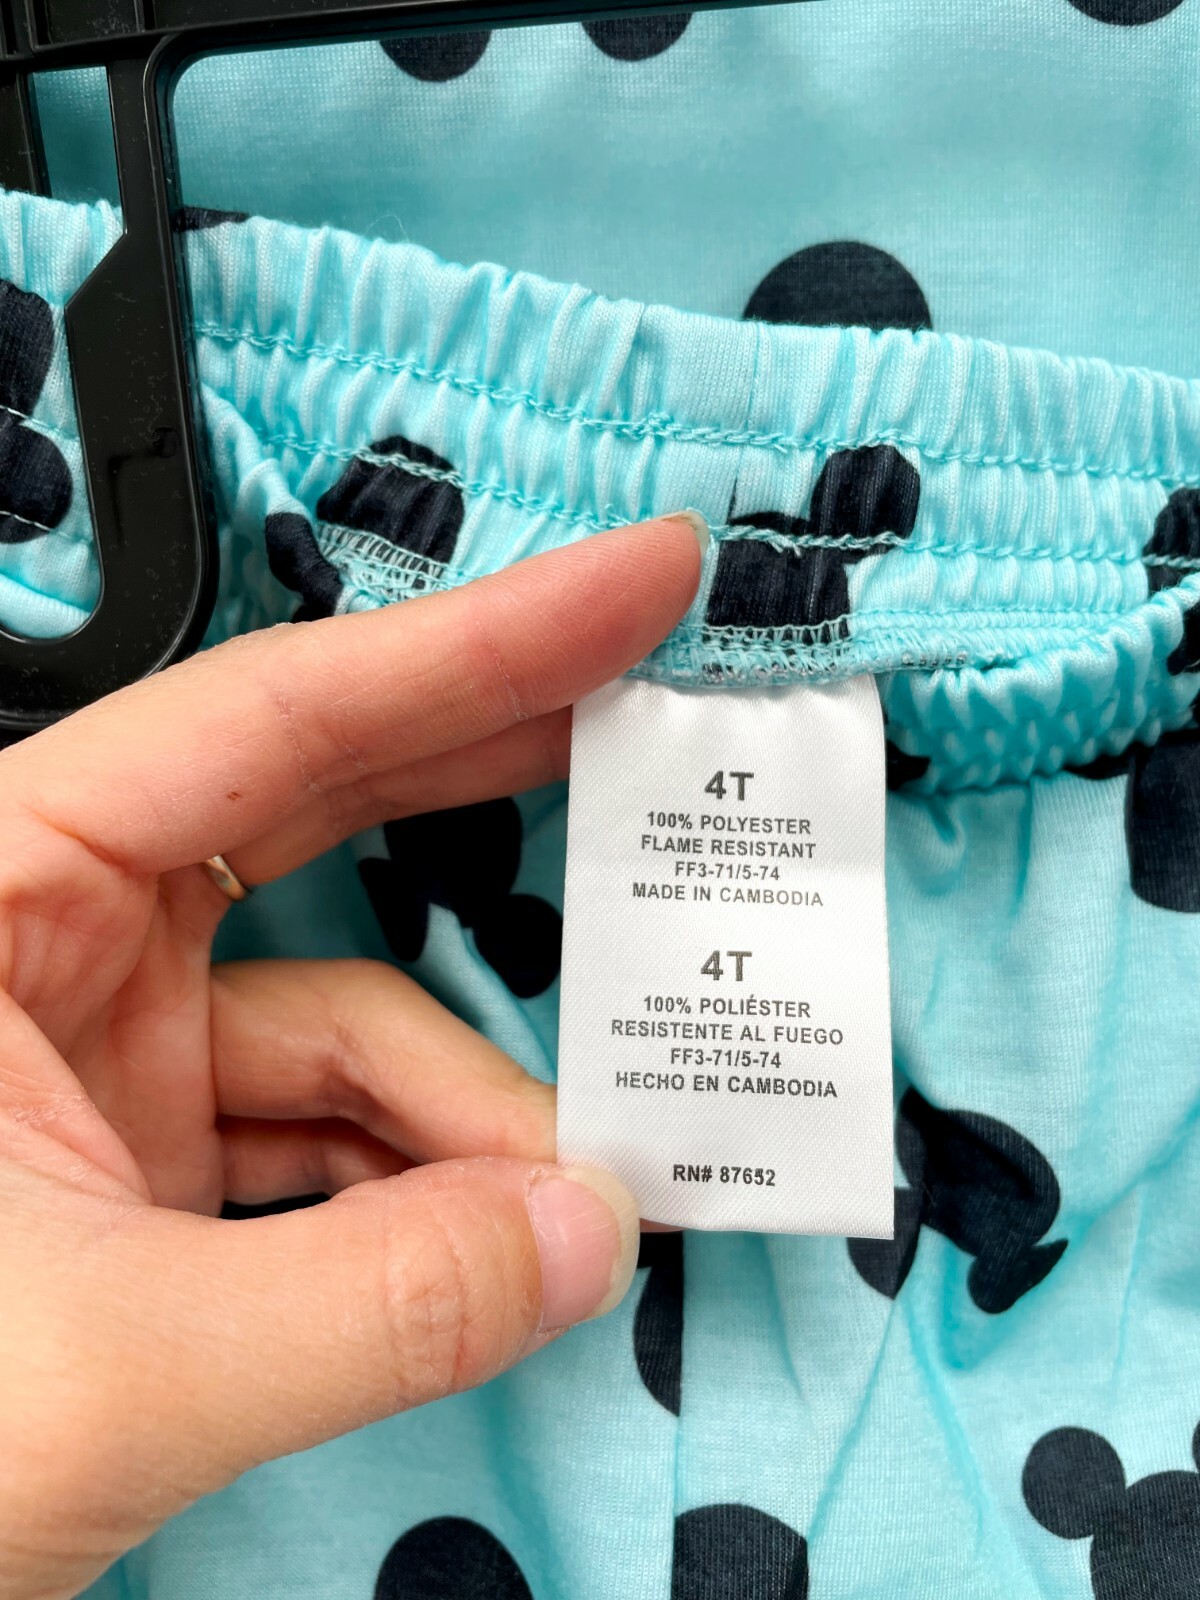 4T
100% POLYESTER
FLAME RESISTANT
FF3-71/5-74
MADE IN CAMBODIA
4T
100% POLIÉSTER
RESISTENTE AL FUEGO
FF3-71/5-74
HECHO EN CAMBODIA
RN# 87652